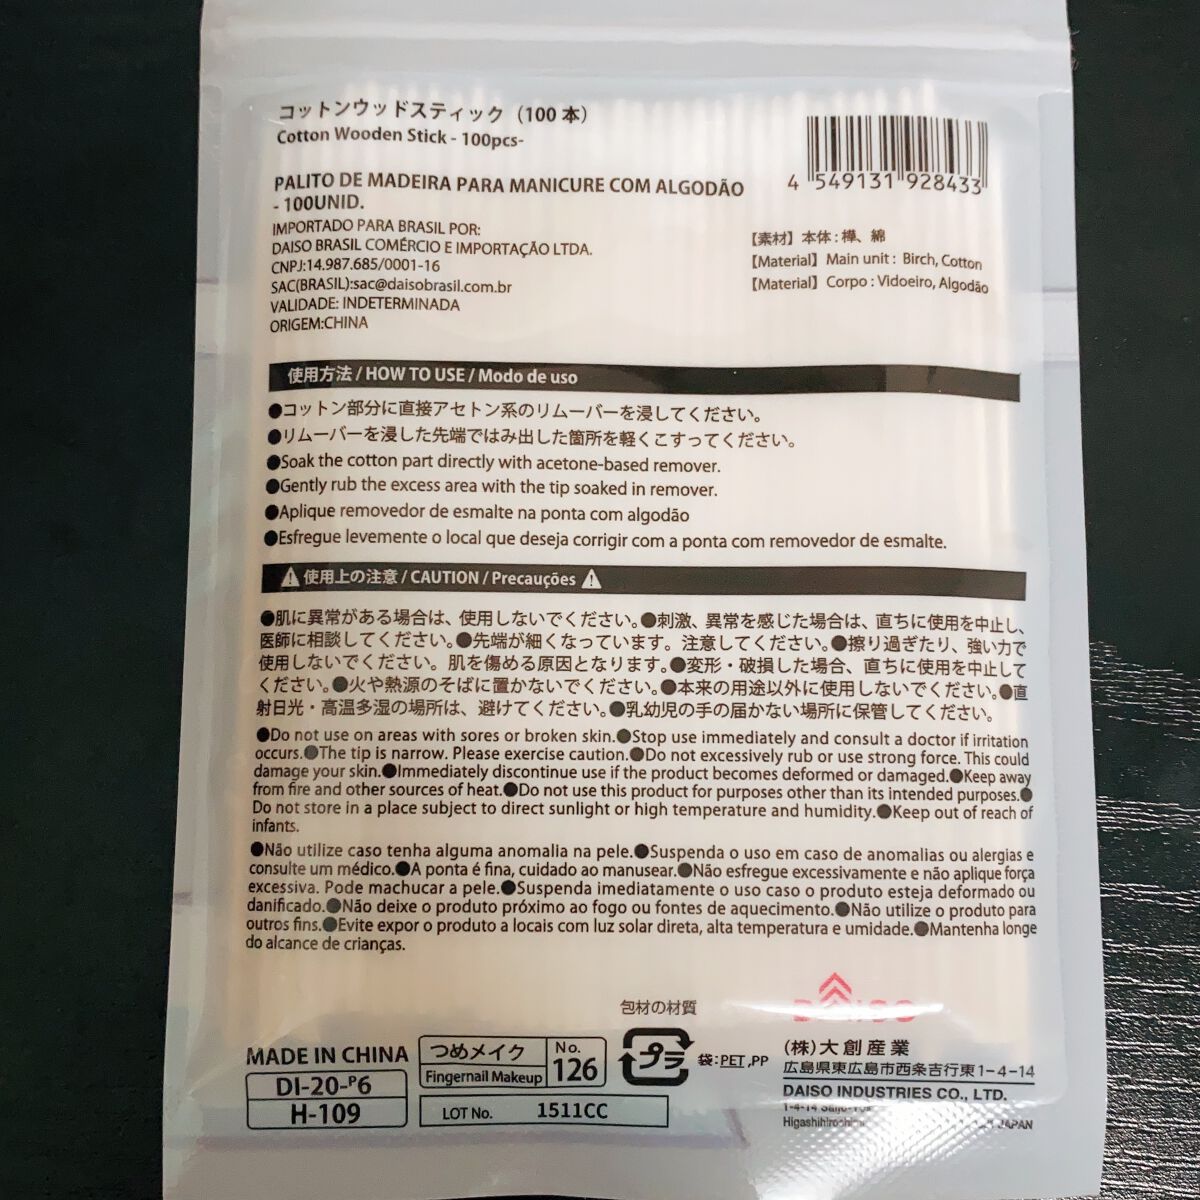 コットンウッドスティック（100 本）
Cotton Wooden Stick - 100pcs-
4 549131 928433
PALITO DE MADEIRA PARA MANICURE COM ALGODÃO
- 100UNID.
IMPORTADO PARA BRASIL POR:
DAISO BRASIL COMÉRCIO E IMPORTAÇÃO LTDA.
CNPJ:14.987.685/0001-16
SAC(BRASIL):sac@daisobrasil.com.br
VALIDADE: INDETERMINADA
ORIGEM:CHINA
【素材】本体 : 樺、綿
【Material】Main unit : Birch, Cotton
【Material】Corpo : Vidoeiro, Algodão
使用方法 / HOW TO USE / Modo de uso
●コットン部分に直接アセトン系のリムーバーを浸してください。
●リムーバーを浸した先端ではみ出した箇所を軽くこすってください。
●Soak the cotton part directly with acetone-based remover.
●Gently rub the excess area with the tip soaked in remover.
●Aplique removedor de esmalte na ponta com algodão
●Esfregue levemente o local que deseja corrigir com a ponta com removedor de esmalte.
⚠ 使用上の注意 / CAUTION / Precauções ⚠
●肌に異常がある場合は、使用しないでください。●刺激、異常を感じた場合は、直ちに使用を中止し、
医師に相談してください。●先端が細くなっています。注意してください。●擦り過ぎたり、強い力で
使用しないでください。肌を傷める原因となります。●変形・破損した場合、直ちに使用を中止して
ください。●火や熱源のそばに置かないでください。●本来の用途以外に使用しないでください。●直
射日光・高温多湿の場所は、避けてください。●乳幼児の手の届かない場所に保管してください。
●Do not use on areas with sores or broken skin.●Stop use immediately and consult a doctor if irritation
occurs.●The tip is narrow. Please exercise caution.●Do not excessively rub or use strong force. This could
damage your skin.●Immediately discontinue use if the product becomes deformed or damaged.●Keep away
from fire and other sources of heat.●Do not use this product for purposes other than its intended purposes.●
Do not store in a place subject to direct sunlight or high temperature and humidity.●Keep out of reach of
infants.
●Não utilize caso tenha alguma anomalia na pele.●Suspenda o uso em caso de anomalias ou alergias e
consulte um médico.●A ponta é fina, cuidado ao manusear.●Não esfregue excessivamente e não aplique força
excessiva. Pode machucar a pele.●Suspenda imediatamente o uso caso o produto esteja deformado ou
danificado.●Não deixe o produto próximo ao fogo ou fontes de aquecimento.●Não utilize o produto para
outros fins.●Evite expor o produto a locais com luz solar direta, alta temperatura e umidade.●Mantenha longe
do alcance de crianças.
MADE IN CHINA
DI-20-P6
H-109
つめメイク
Fingernail Makeup
No.
126
LOT No. 1511CC
包材の材質
プラ
袋:PET ,PP
DAISO
(株)大創産業
広島県東広島市西条吉行東1-4-14
DAISO INDUSTRIES CO., LTD.
1-4-14 Saijo-
Higashihiroshima JAPAN